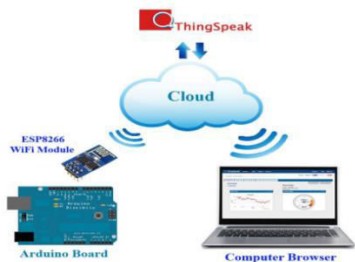 ThingSpeak
Cloud
ESP8266
WiFi Module
Arduino Board
Computer Browser